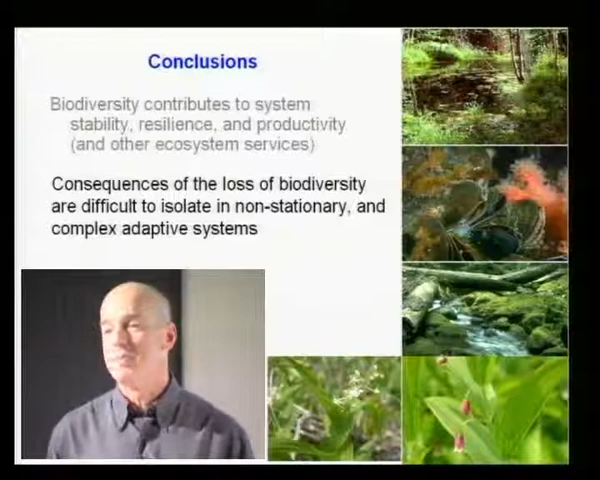 Conclusions
Biodiversity contributes to system
stability, resilience, and productivity
(and other ecosystem services)
Consequences of the loss of biodiversity
are difficult to isolate in non-stationary, and
complex adaptive systems